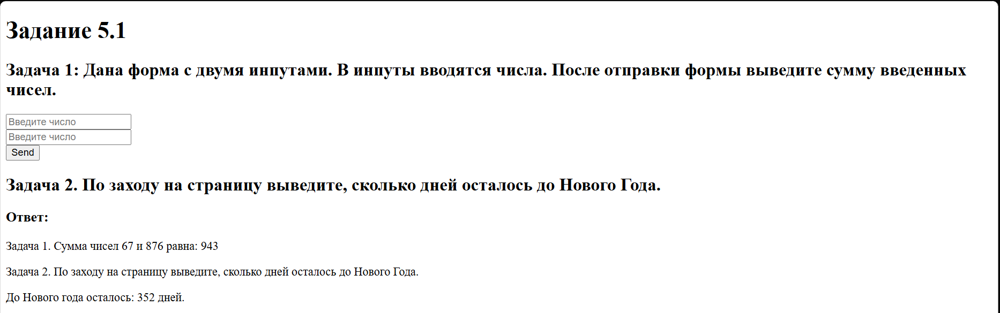 Задание 5.1
Задача 1: Дана форма с двумя инпутами. В инпуты вводятся числа. После отправки формы выведите сумму введенных
чисел.
Введите число
Введите число
Send
Задача 2. По заходу на страницу выведите, сколько дней осталось до Нового Года.
Ответ:
Задача 1. Сумма чисел 67 и 876 равна: 943
Задача 2. По заходу на страницу выведите, сколько дней осталось до Нового Года.
До Нового года осталось: 352 дней.